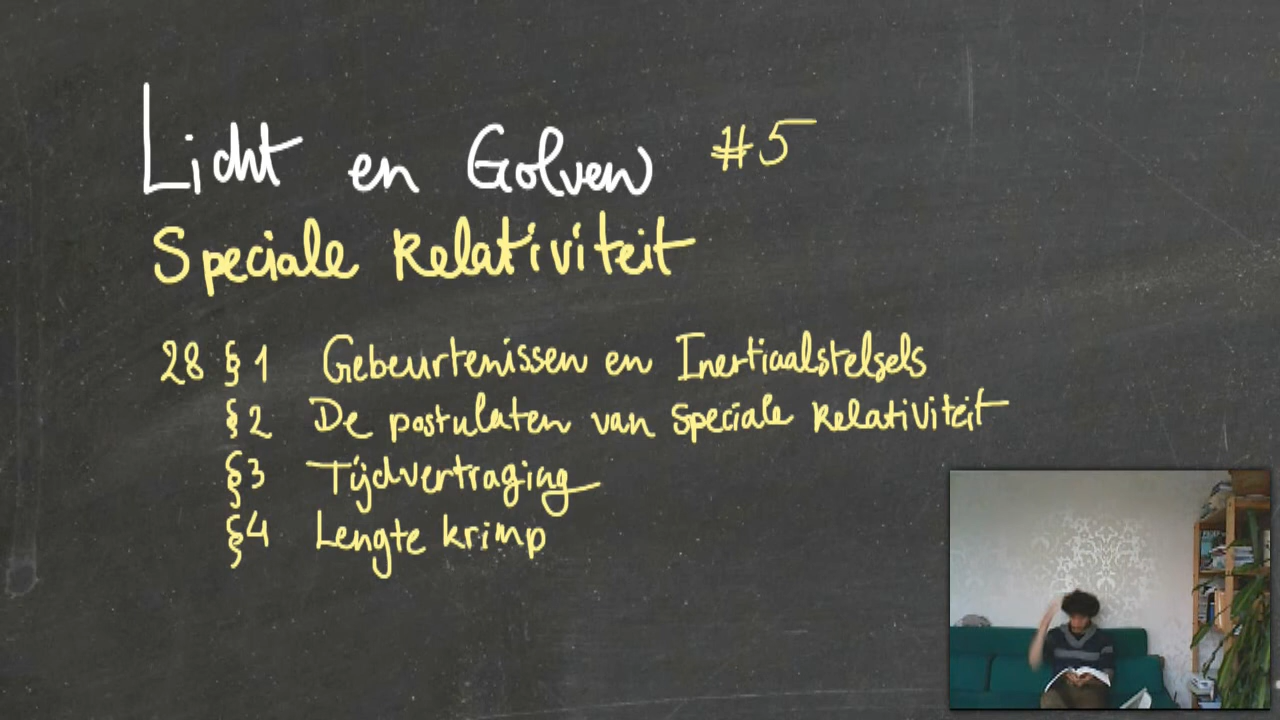 Licht en Golven #5
Speciale Relativiteit
28 §1 Gebeurtenissen en Inertiaalstelsels
§2 De postulaten van Speciale Relativiteit
§3 Tijdvertraging
§4 Lengte krimp